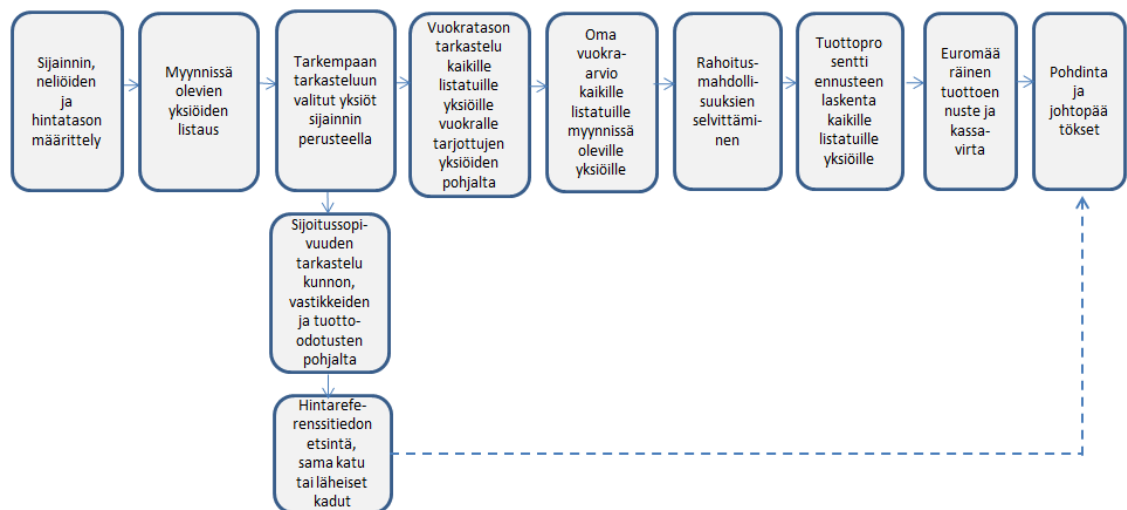 Sijainnin,
neliöiden
ja
hintatason
määrittely
Myynnissä
olevien
yksiöiden
listaus
Tarkempaan
tarkasteluun
valitut yksiöt
sijainnin
perusteella
Vuokratason
tarkastelu
kaikille
listatuille
yksiöille
vuokralle
tarjottujen
yksiöiden
pohjalta
Oma
vuokra-
arvio
kaikille
listatuille
myynnissä
oleville
yksiöille
Rahoitus-
mahdolli-
suuksien
selvittämi-
nen
Tuottopro
sentti
ennusteen
laskenta
kaikille
listatuille
yksiöille
Euromää
räinen
tuottoen
nuste ja
kassa-
virta
Pohdinta
ja
johtopää
tökset
Sijoitussopi-
vuuden
tarkastelu
kunnon,
vastikkeiden
ja tuotto-
odotusten
pohjalta
Hintarefe-
renssitiedon
etsintä,
sama katu
tai läheiset
kadut